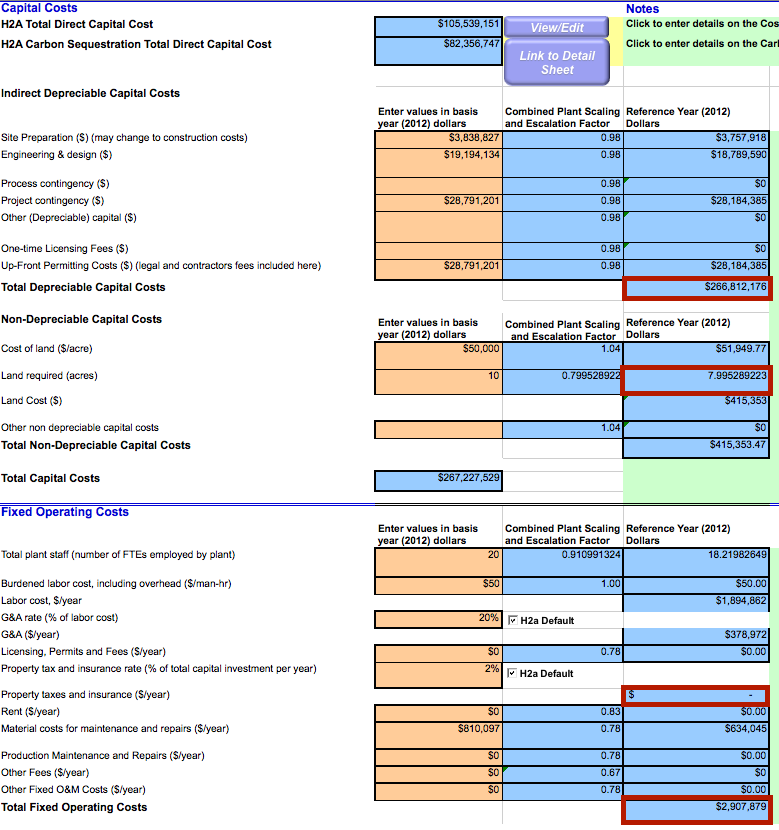 Capital Costs Notes
H2A Total Direct Capital Cost $105,539,151 View/Edit Click to enter details on the Cos
H2A Carbon Sequestration Total Direct Capital Cost $82,356,747 Link to Detail Sheet Click to enter details on the Car
Indirect Depreciable Capital Costs
Enter values in basis Combined Plant Scaling Reference Year (2012)
year (2012) dollars and Escalation Factor Dollars
Site Preparation ($) (may change to construction costs) $3,838,827 0.98 $3,757,918
Engineering & design ($) $19,194,134 0.98 $18,789,590
Process contingency ($) 0.98 $0
Project contingency ($) $28,791,201 0.98 $28,184,385
Other (Depreciable) capital ($) 0.98 $0
One-time Licensing Fees ($) 0.98 $0
Up-Front Permitting Costs ($) (legal and contractors fees included here) $28,791,201 0.98 $28,184,385
Total Depreciable Capital Costs $266,812,176
Non-Depreciable Capital Costs
Enter values in basis Combined Plant Scaling Reference Year (2012)
year (2012) dollars and Escalation Factor Dollars
Cost of land ($/acre) $50,000 1.04 $51,949.77
Land required (acres) 10 0.799528922 7.995289223
Land Cost ($) $415,353
Other non depreciable capital costs 1.04 $0
Total Non-Depreciable Capital Costs $415,353.47
Total Capital Costs $267,227,529
Fixed Operating Costs
Enter values in basis Combined Plant Scaling Reference Year (2012)
year (2012) dollars and Escalation Factor Dollars
Total plant staff (number of FTEs employed by plant) 20 0.910991324 18.21982649
Burdened labor cost, including overhead ($/man-hr) $50 1.00 $50.00
Labor cost, $/year $1,894,862
G&A rate (% of labor cost) 20% H2a Default
G&A ($/year) $378,972
Licensing, Permits and Fees ($/year) $0 0.78 $0.00
Property tax and insurance rate (% of total capital investment per year) 2% H2a Default
Property taxes and insurance ($/year) $ -
Rent ($/year) $0 0.83 $0.00
Material costs for maintenance and repairs ($/year) $810,097 0.78 $634,045
Production Maintenance and Repairs ($/year) $0 0.78 $0.00
Other Fees ($/year) $0 0.67 $0
Other Fixed O&M Costs ($/year) $0 0.78 $0.00
Total Fixed Operating Costs $2,907,879